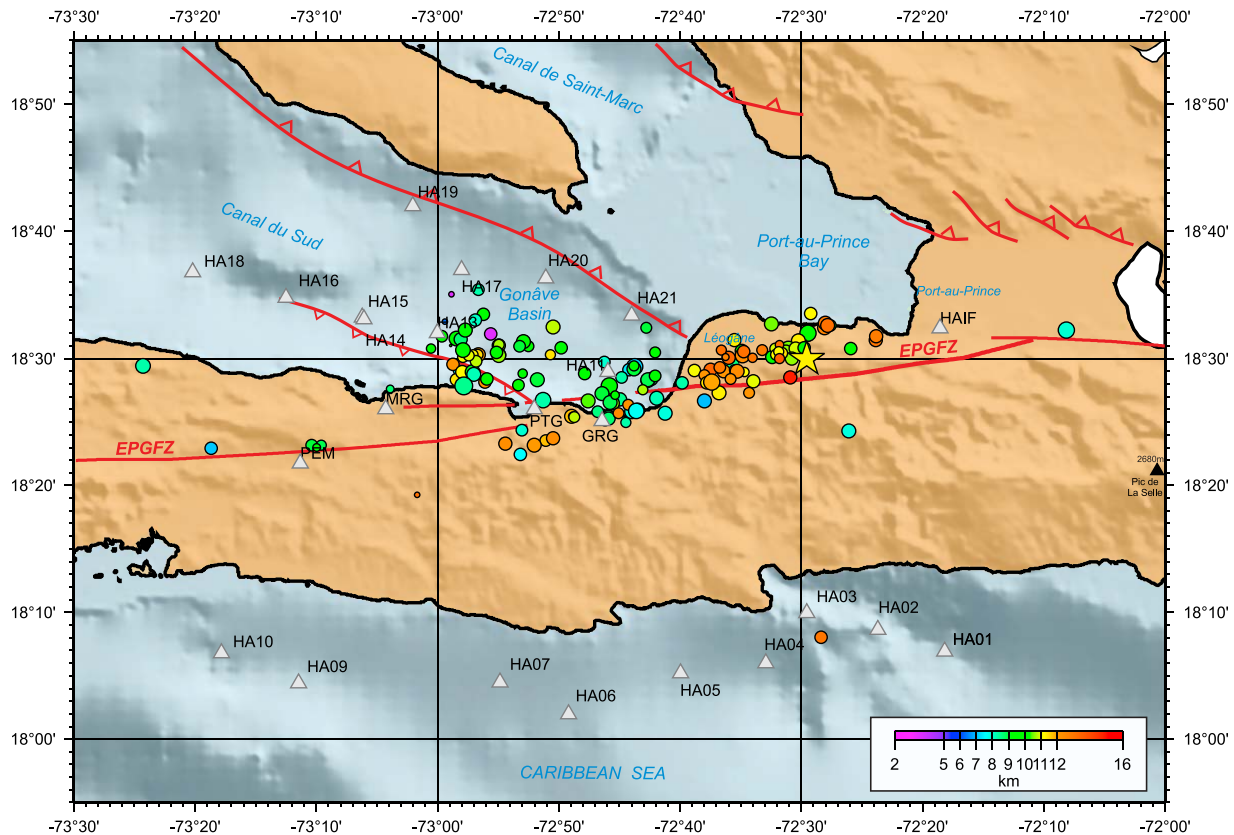 -73°30' -73°20' -73°10' -73°00' -72°50' -72°40' -72°30' -72°20' -72°10' -72°00'
18°50' 18°50'
Canal de Saint-Marc
HA19
18°40' 18°40'
Canal du Sud
Port-au-Prince
Bay
HA18
HA16
HA17
HA20
Gonâve
Basin
HA21
Port-au-Prince
HA15
HA13
HA14
HAIF
Léogâne
18°30' 18°30'
EPGFZ
HA11
MRG
PTG
GRG
EPGFZ
PEM
2680m
Pic de
La Selle
18°20' 18°20'
18°10' 18°10'
HA03
HA02
HA01
HA10
HA09
HA07
HA04
HA05
HA06
18°00' 18°00'
CARIBBEAN SEA
2 5 6 7 8 9 10 11 12 16
km
-73°30' -73°20' -73°10' -73°00' -72°50' -72°40' -72°30' -72°20' -72°10' -72°00'